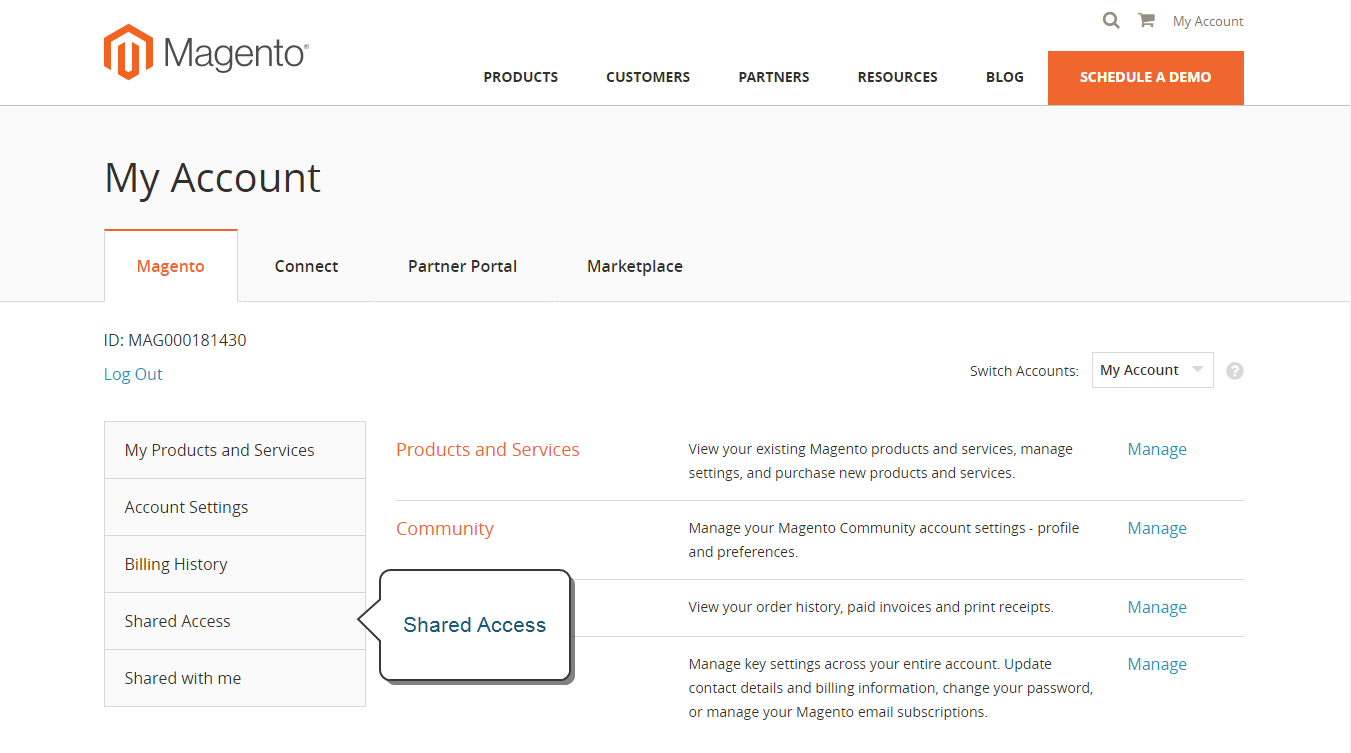 My Account
Magento®
PRODUCTS CUSTOMERS PARTNERS RESOURCES BLOG SCHEDULE A DEMO
My Account
Magento Connect Partner Portal Marketplace
ID: MAG000181430
Log Out
Switch Accounts: My Account ?
My Products and Services
Account Settings
Billing History
Shared Access
Shared with me
Products and Services
View your existing Magento products and services, manage
settings, and purchase new products and services.
Manage
Community
Manage your Magento Community account settings - profile
and preferences.
Manage
Shared Access
View your order history, paid invoices and print receipts.
Manage
Manage key settings across your entire account. Update
contact details and billing information, change your password,
or manage your Magento email subscriptions.
Manage